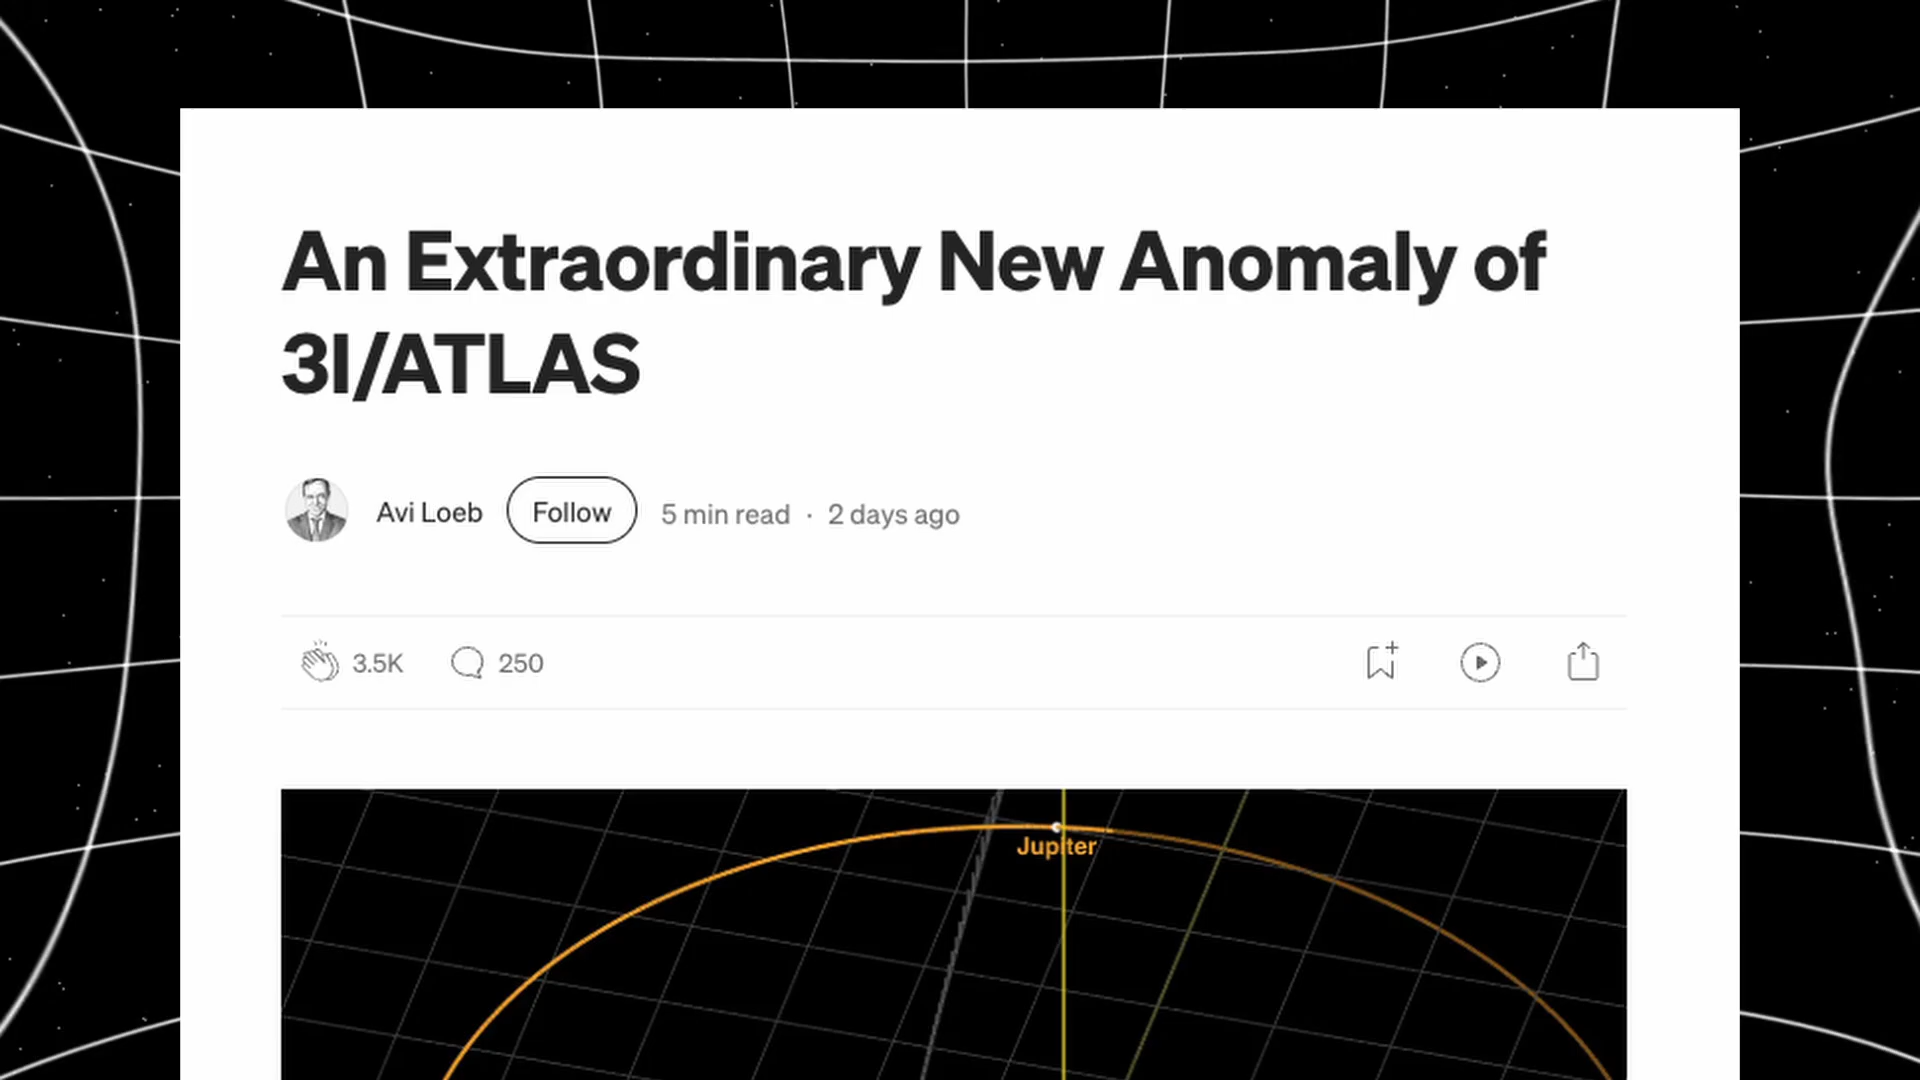 An Extraordinary New Anomaly of
3I/ATLAS
Avi Loeb Follow 5 min read · 2 days ago
3.5K 250
Jupiter